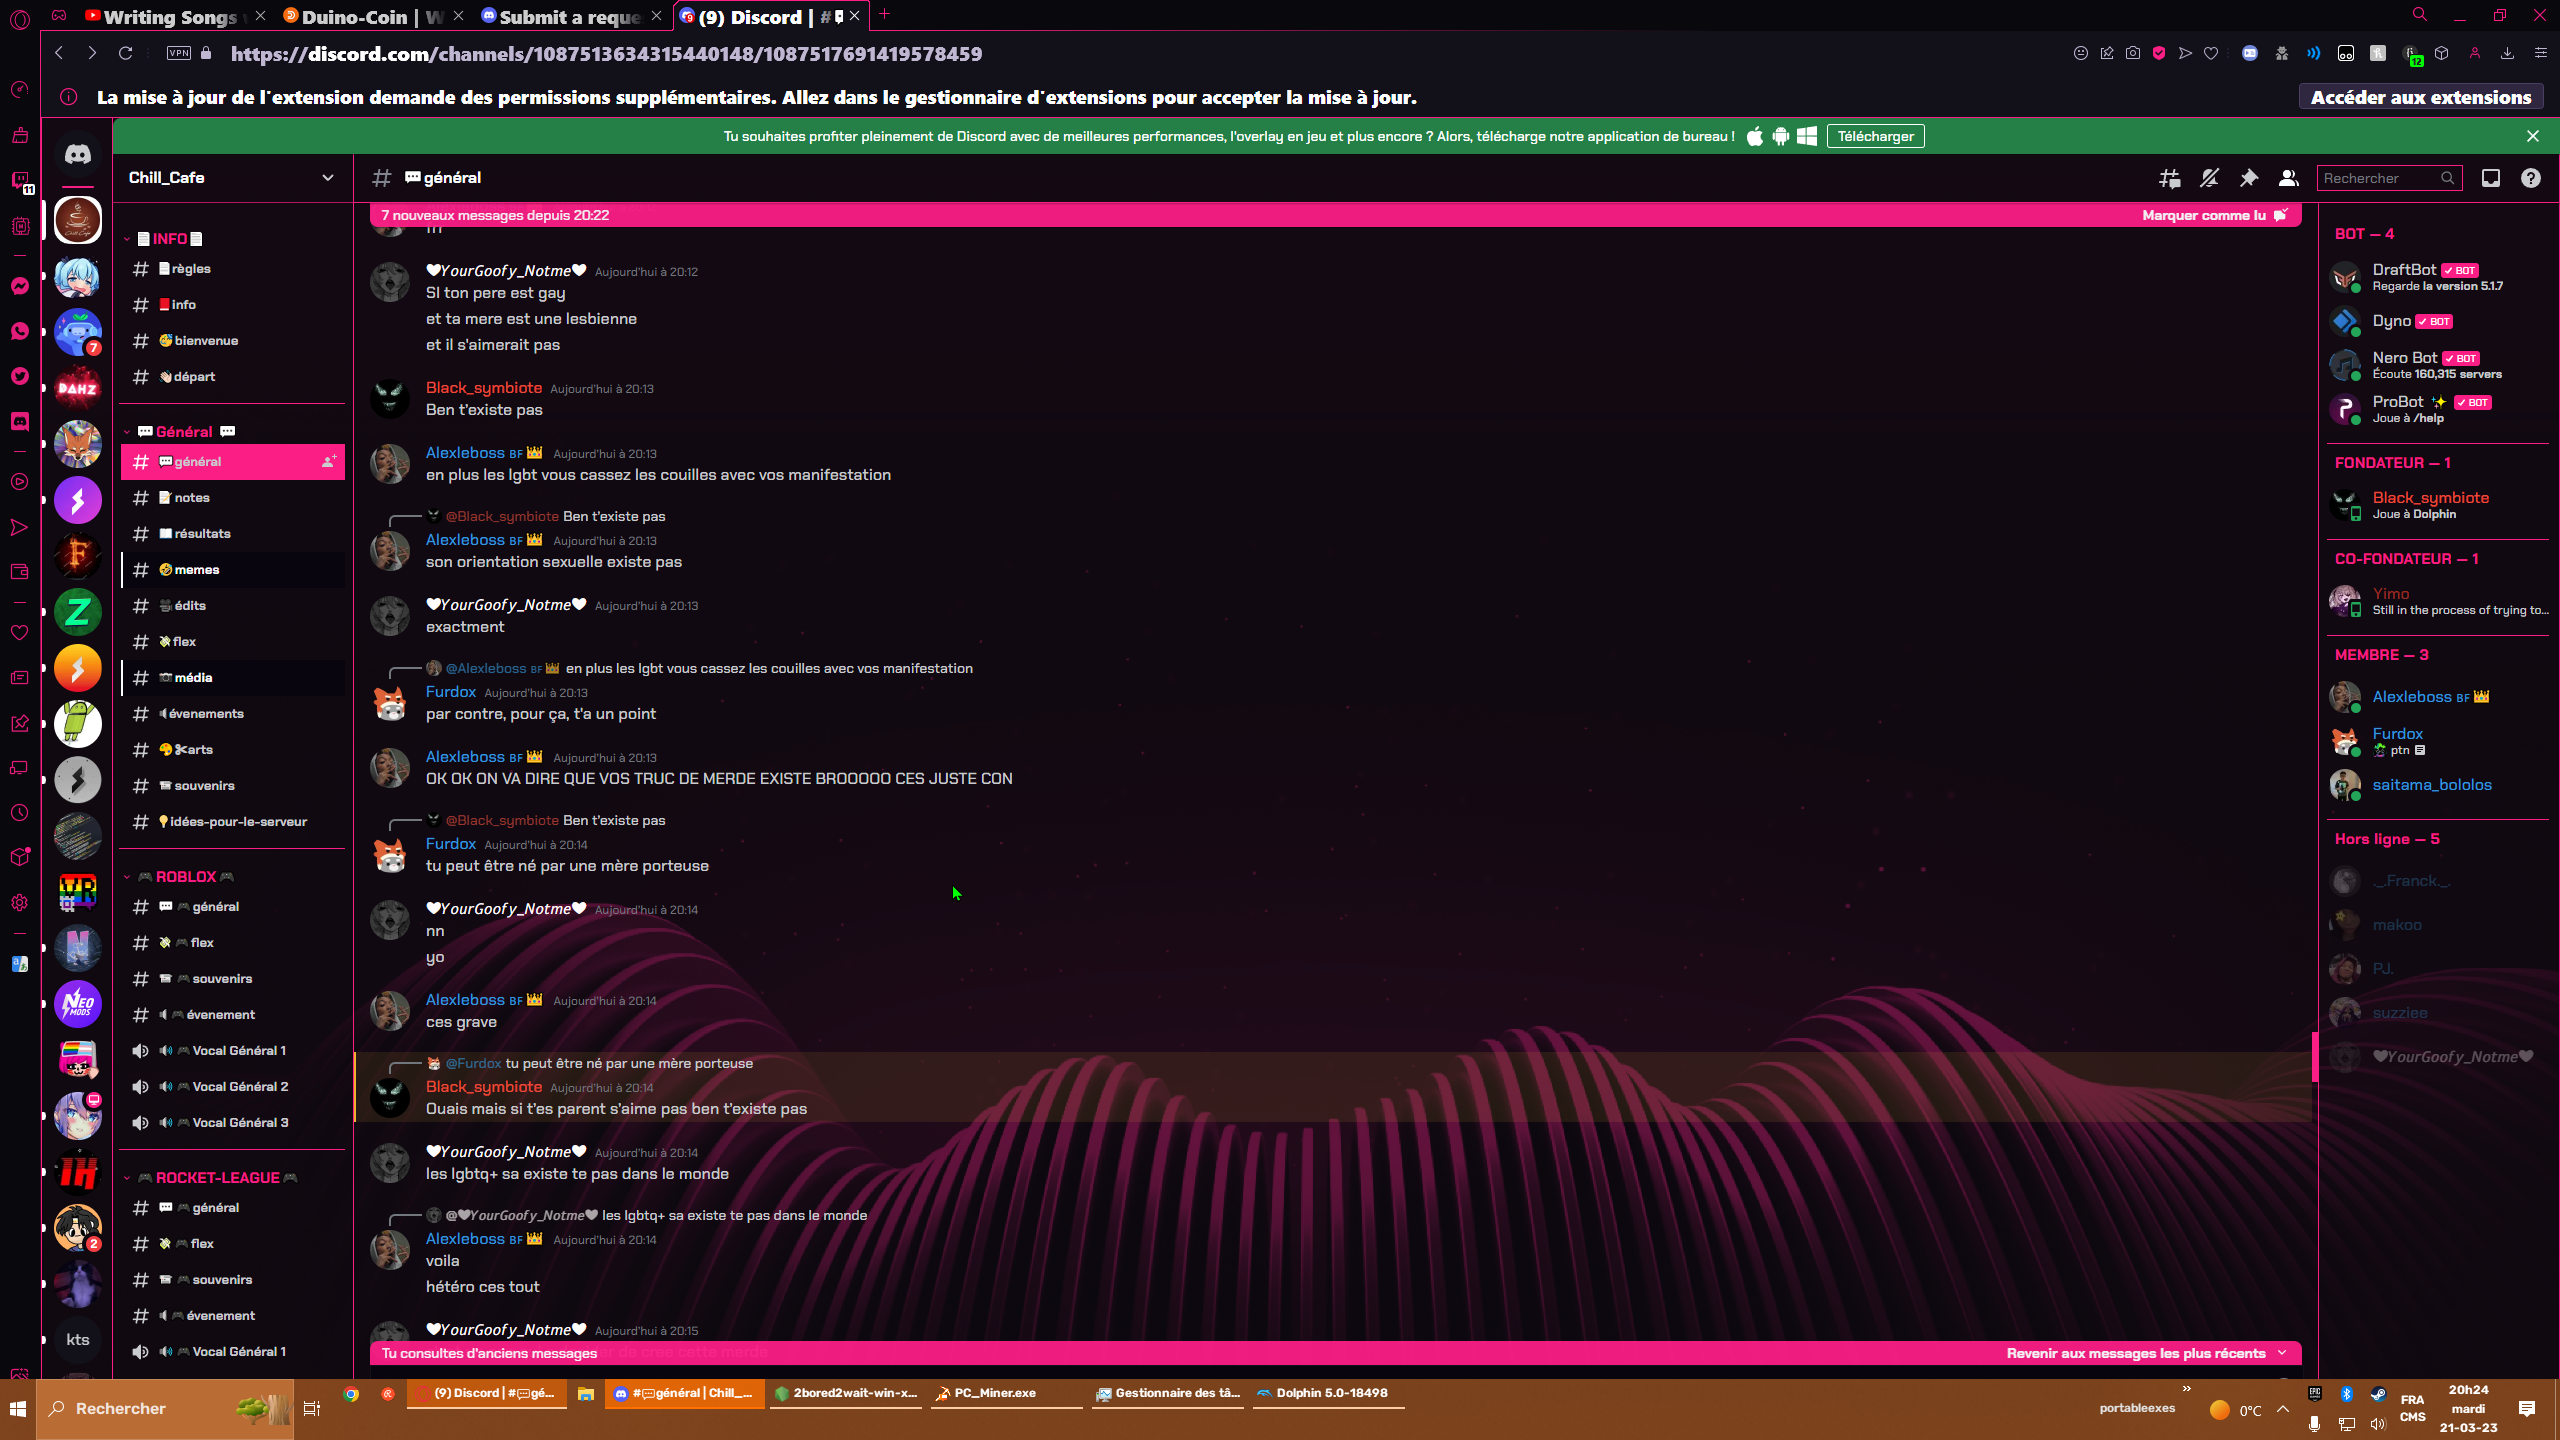 Writing Songs
Duino-Coin | W
Submit a reque
(9) Discord | #
VPN
https://discord.com/channels/1087513634315440148/1087517691419578459
12
La mise à jour de l'extension demande des permissions supplémentaires. Allez dans le gestionnaire d'extensions pour accepter la mise à jour.
Accéder aux extensions
Tu souhaites profiter pleinement de Discord avec de meilleures performances, l'overlay en jeu et plus encore ? Alors, télécharge notre application de bureau !
Télécharger
Chill_Cafe
💬général
Rechercher
11
7
DAHZ
F
Z
NEO MODS
2
kts
📄INFO📄
📄règles
📕info
🥳bienvenue
👋départ
💬Général 💬
💬général
📝notes
📖résultats
🤣memes
🎥édits
💸flex
📷média
📢évenements
🎨✂arts
📨souvenirs
💡idées-pour-le-serveur
🎮ROBLOX🎮
💬🎮général
💸🎮flex
📨🎮souvenirs
📢🎮évenement
🔊🎮Vocal Général 1
🔊🎮Vocal Général 2
🔊🎮Vocal Général 3
🎮ROCKET-LEAGUE🎮
💬🎮général
💸🎮flex
📨🎮souvenirs
📢🎮évenement
🔊🎮Vocal Général 1
7 nouveaux messages depuis 20:22
Marquer comme lu
🤍YourGoofy_Notme🤍 Aujourd'hui à 20:12
SI ton pere est gay
et ta mere est une lesbienne
et il s'aimerait pas
Black_symbiote Aujourd'hui à 20:13
Ben t'existe pas
Alexleboss BF👑 Aujourd'hui à 20:13
en plus les lgbt vous cassez les couilles avec vos manifestation
@Black_symbiote Ben t'existe pas
Alexleboss BF👑 Aujourd'hui à 20:13
son orientation sexuelle existe pas
🤍YourGoofy_Notme🤍 Aujourd'hui à 20:13
exactment
@Alexleboss BF👑 en plus les lgbt vous cassez les couilles avec vos manifestation
Furdox Aujourd'hui à 20:13
par contre, pour ça, t'a un point
Alexleboss BF👑 Aujourd'hui à 20:13
OK OK ON VA DIRE QUE VOS TRUC DE MERDE EXISTE BROOOOO CES JUSTE CON
@Black_symbiote Ben t'existe pas
Furdox Aujourd'hui à 20:14
tu peut être né par une mère porteuse
🤍YourGoofy_Notme🤍 Aujourd'hui à 20:14
nn
yo
Alexleboss BF👑 Aujourd'hui à 20:14
ces grave
@Furdox tu peut être né par une mère porteuse
Black_symbiote Aujourd'hui à 20:14
Ouais mais si t'es parent s'aime pas ben t'existe pas
🤍YourGoofy_Notme🤍 Aujourd'hui à 20:14
les lgbtq+ sa existe te pas dans le monde
@🤍YourGoofy_Notme🤍 les lgbtq+ sa existe te pas dans le monde
Alexleboss BF👑 Aujourd'hui à 20:14
voila
hétéro ces tout
🤍YourGoofy_Notme🤍 Aujourd'hui à 20:15
Tu consultes d'anciens messages
Revenir aux messages les plus récents
BOT — 4
DraftBot ✓ BOT
Regarde la version 5.1.7
Dyno ✓ BOT
Nero Bot ✓ BOT
Écoute 160,315 servers
ProBot ✨ ✓ BOT
Joue à /help
FONDATEUR — 1
Black_symbiote
Joue à Dolphin
CO-FONDATEUR — 1
Yimo
Still in the process of trying to...
MEMBRE — 3
Alexleboss BF👑
Furdox
ptn
saitama_bololos
Hors ligne — 5
._.Franck._.
makoo
PJ.
suzziee
🤍YourGoofy_Notme🤍
Rechercher
(9) Discord | #💬gé...
#💬général | Chill_...
2bored2wait-win-x...
PC_Miner.exe
Gestionnaire des tâ...
Dolphin 5.0-18498
portableexes
0°C
FRA
CMS
20h24
mardi
21-03-23